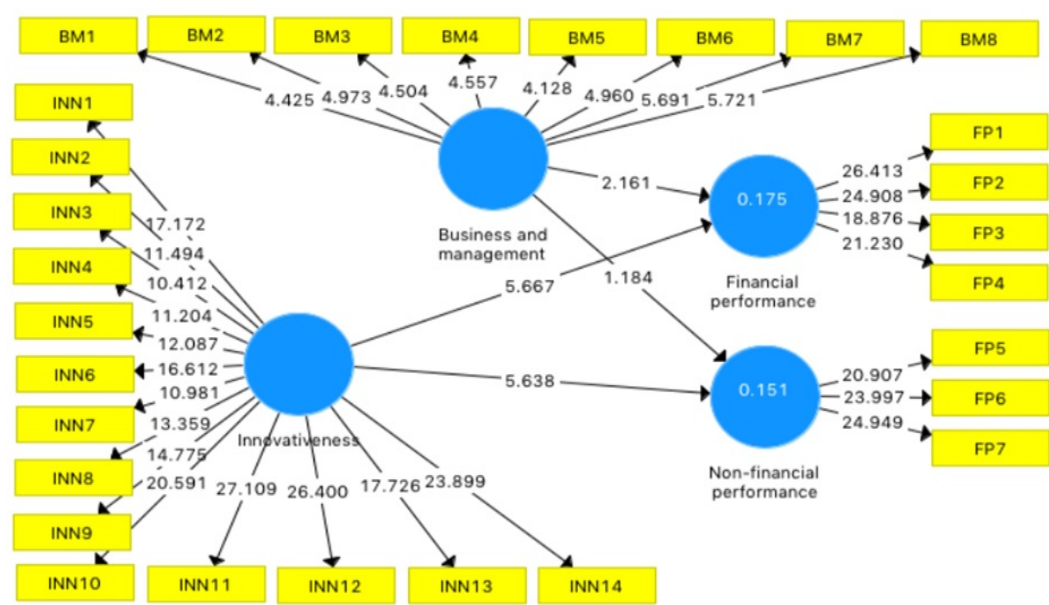 BM1 BM2 BM3 BM4 BM5 BM6 BM7 BM8
4.425 4.973 4.504 4.557 4.128 4.960 5.691 5.721
INN1
INN2
INN3
INN4
INN5
INN6
INN7
INN8
INN9
INN10 INN11 INN12 INN13 INN14
17.172
11.494
10.412
11.204
12.087
16.612
10.981
13.359
14.775
20.591 27.109 26.400 17.726 23.899
Innovativeness
Business and
management
2.161
5.667
1.184
5.638
0.175
Financial
performance
26.413
24.908
18.876
21.230
FP1
FP2
FP3
FP4
0.151
Non-financial
performance
20.907
23.997
24.949
FP5
FP6
FP7